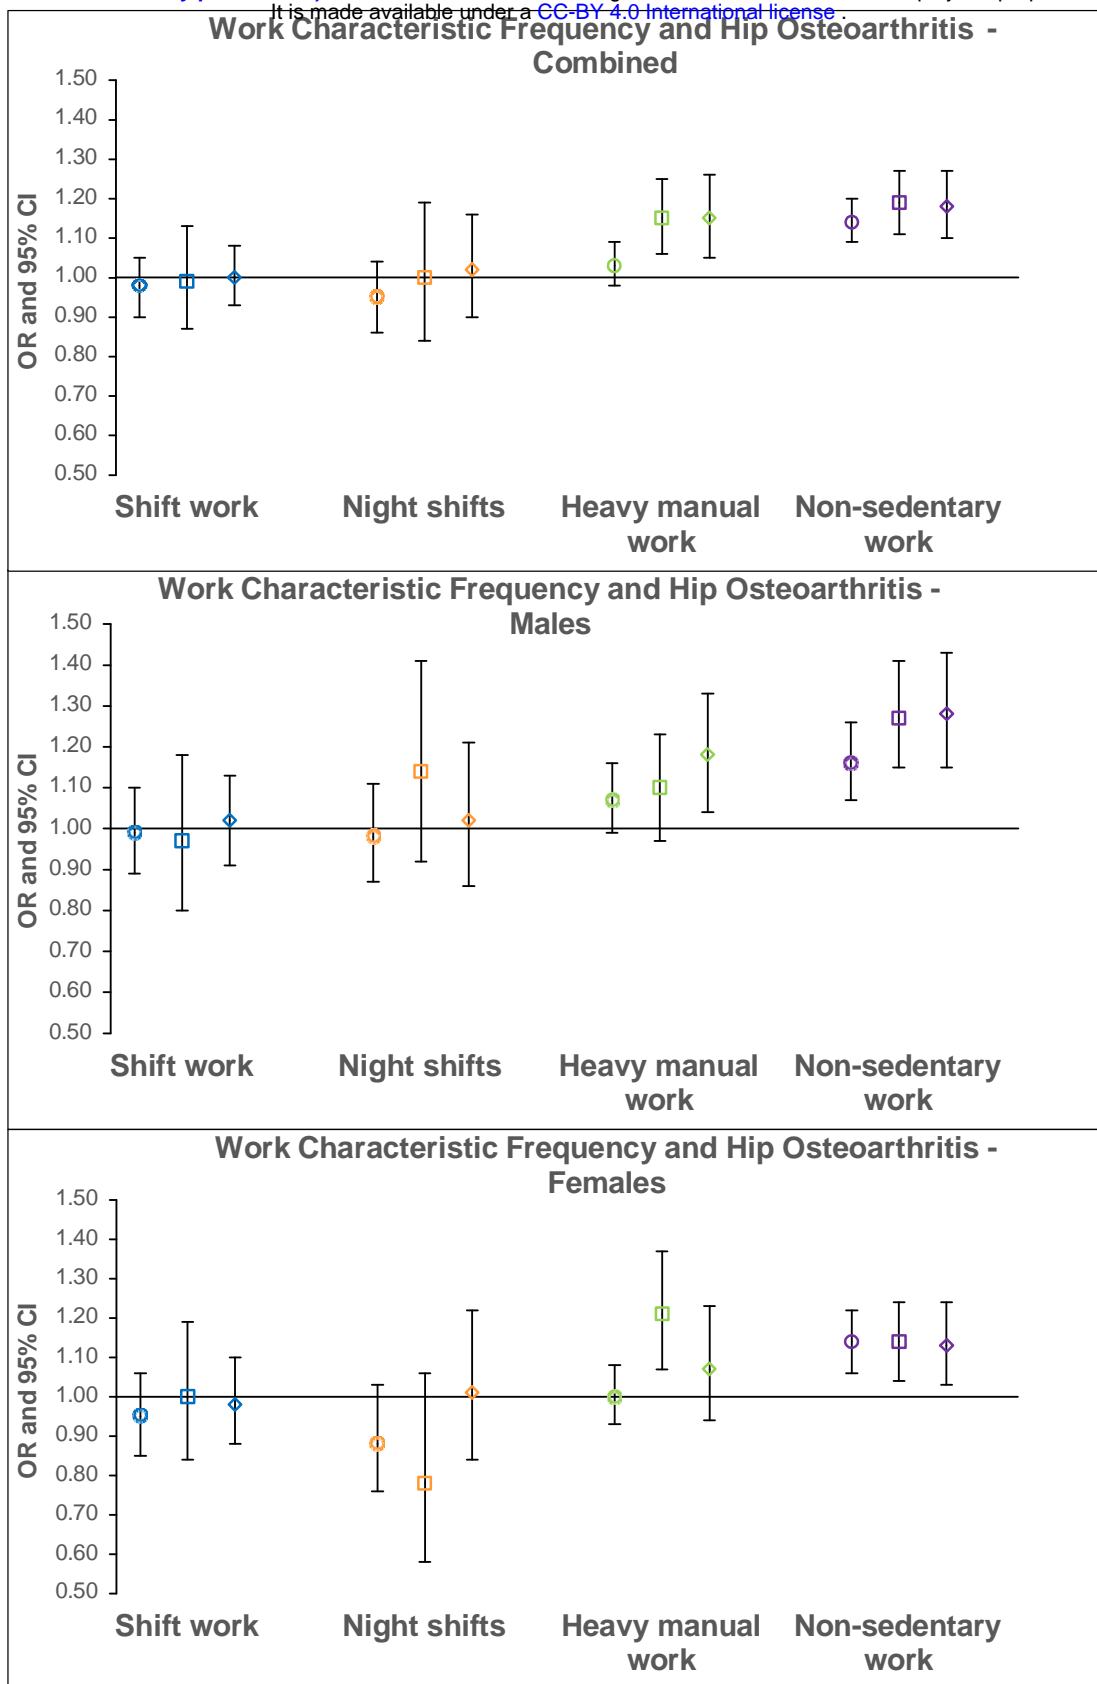 It is made available under a CC-BY 4.0 International license .
Work Characteristic Frequency and Hip Osteoarthritis -
Combined
OR and 95% CI
1.50
1.40
1.30
1.20
1.10
1.00
0.90
0.80
0.70
0.60
0.50
Shift work
Night shifts
Heavy manual
work
Non-sedentary
work
Work Characteristic Frequency and Hip Osteoarthritis -
Males
OR and 95% CI
1.50
1.40
1.30
1.20
1.10
1.00
0.90
0.80
0.70
0.60
0.50
Shift work
Night shifts
Heavy manual
work
Non-sedentary
work
Work Characteristic Frequency and Hip Osteoarthritis -
Females
OR and 95% CI
1.50
1.40
1.30
1.20
1.10
1.00
0.90
0.80
0.70
0.60
0.50
Shift work
Night shifts
Heavy manual
work
Non-sedentary
work